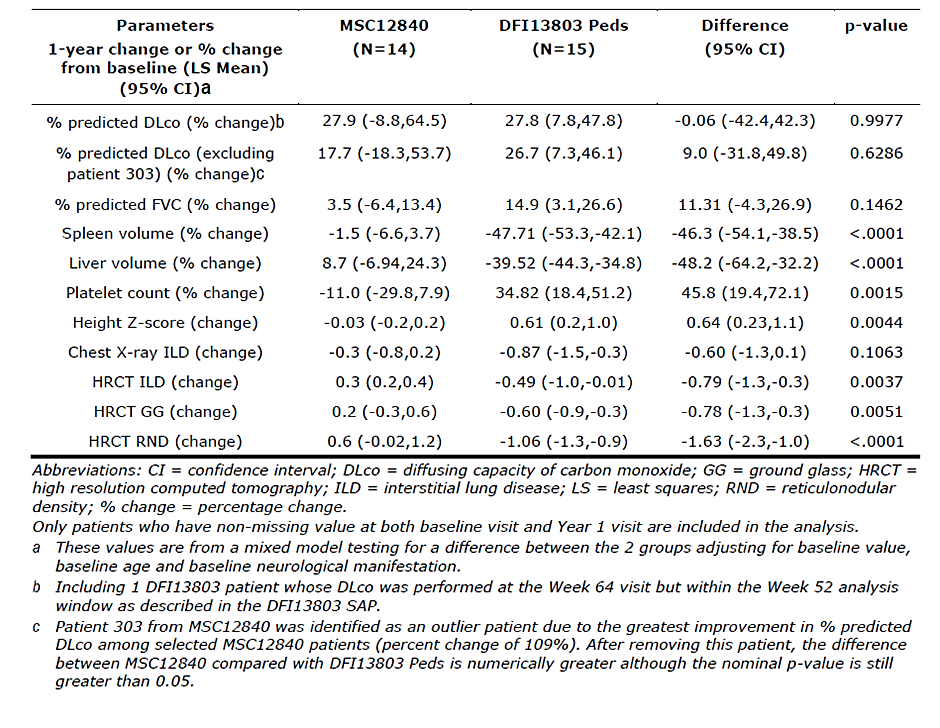 Parameters MSC12840 DFI13803 Peds Difference p-value
1-year change or % change (N=14) (N=15) (95% CI)
from baseline (LS Mean)
(95% CI)a
% predicted DLco (% change)b 27.9 (-8.8,64.5) 27.8 (7.8,47.8) -0.06 (-42.4,42.3) 0.9977
% predicted DLco (excluding 17.7 (-18.3,53.7) 26.7 (7.3,46.1) 9.0 (-31.8,49.8) 0.6286
patient 303) (% change)c
% predicted FVC (% change) 3.5 (-6.4,13.4) 14.9 (3.1,26.6) 11.31 (-4.3,26.9) 0.1462
Spleen volume (% change) -1.5 (-6.6,3.7) -47.71 (-53.3,-42.1) -46.3 (-54.1,-38.5) <.0001
Liver volume (% change) 8.7 (-6.94,24.3) -39.52 (-44.3,-34.8) -48.2 (-64.2,-32.2) <.0001
Platelet count (% change) -11.0 (-29.8,7.9) 34.82 (18.4,51.2) 45.8 (19.4,72.1) 0.0015
Height Z-score (change) -0.03 (-0.2,0.2) 0.61 (0.2,1.0) 0.64 (0.23,1.1) 0.0044
Chest X-ray ILD (change) -0.3 (-0.8,0.2) -0.87 (-1.5,-0.3) -0.60 (-1.3,0.1) 0.1063
HRCT ILD (change) 0.3 (0.2,0.4) -0.49 (-1.0,-0.01) -0.79 (-1.3,-0.3) 0.0037
HRCT GG (change) 0.2 (-0.3,0.6) -0.60 (-0.9,-0.3) -0.78 (-1.3,-0.3) 0.0051
HRCT RND (change) 0.6 (-0.02,1.2) -1.06 (-1.3,-0.9) -1.63 (-2.3,-1.0) <.0001
Abbreviations: CI = confidence interval; DLco = diffusing capacity of carbon monoxide; GG = ground glass; HRCT =
high resolution computed tomography; ILD = interstitial lung disease; LS = least squares; RND = reticulonodular
density; % change = percentage change.
Only patients who have non-missing value at both baseline visit and Year 1 visit are included in the analysis.
a These values are from a mixed model testing for a difference between the 2 groups adjusting for baseline value,
baseline age and baseline neurological manifestation.
b Including 1 DFI13803 patient whose DLco was performed at the Week 64 visit but within the Week 52 analysis
window as described in the DFI13803 SAP.
c Patient 303 from MSC12840 was identified as an outlier patient due to the greatest improvement in % predicted
DLco among selected MSC12840 patients (percent change of 109%). After removing this patient, the difference
between MSC12840 compared with DFI13803 Peds is numerically greater although the nominal p-value is still
greater than 0.05.